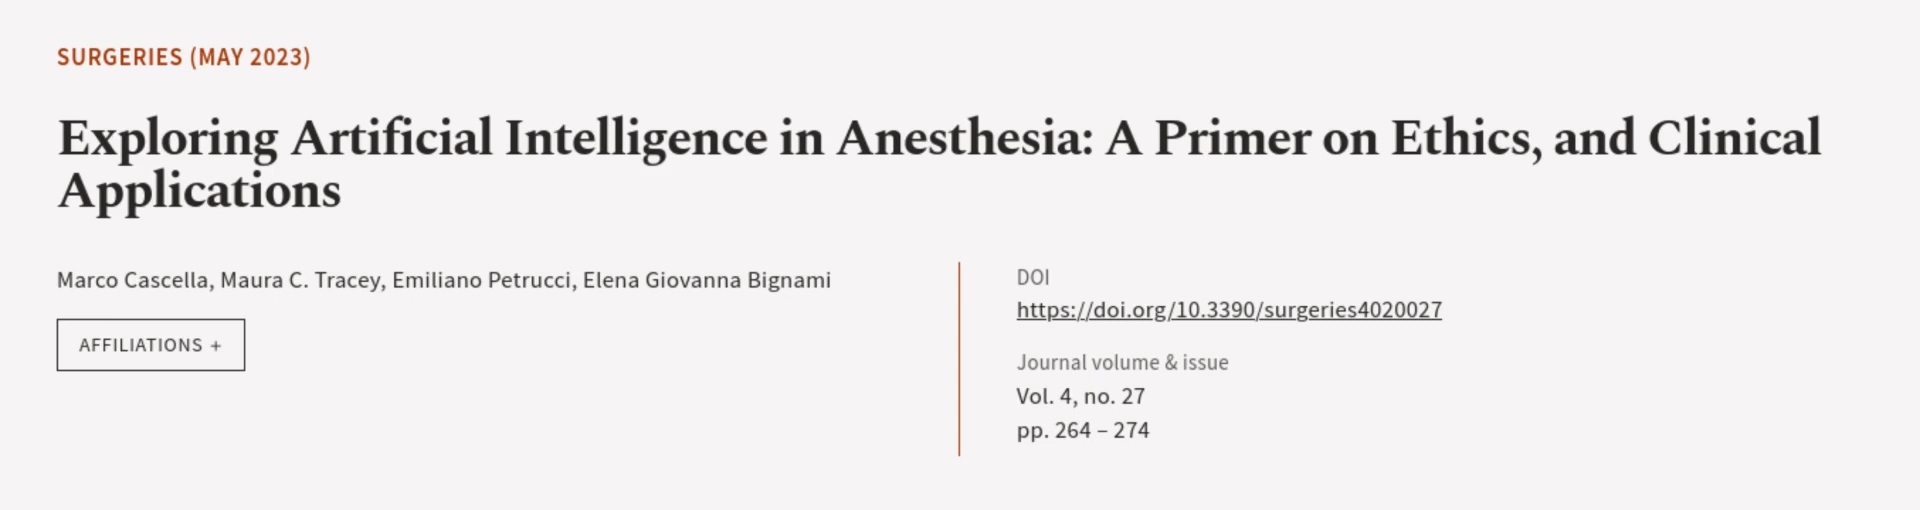 SURGERIES (MAY 2023)
Exploring Artificial Intelligence in Anesthesia: A Primer on Ethics, and Clinical
Applications
Marco Cascella, Maura C. Tracey, Emiliano Petrucci, Elena Giovanna Bignami
AFFILIATIONS +
DOI
https://doi.org/10.3390/surgeries4020027
Journal volume & issue
Vol. 4, no. 27
pp. 264 – 274